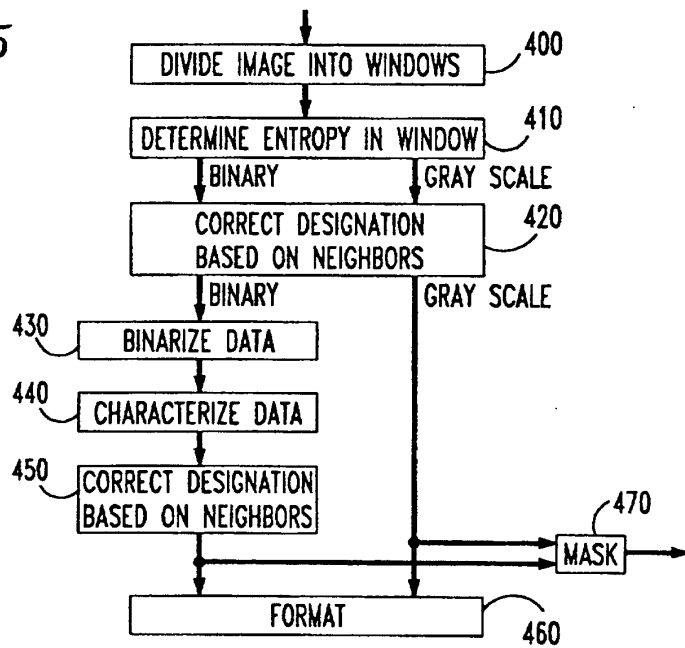 5
DIVIDE IMAGE INTO WINDOWS
400
DETERMINE ENTROPY IN WINDOW
410
BINARY
GRAY SCALE
CORRECT DESIGNATION
BASED ON NEIGHBORS
420
BINARY
GRAY SCALE
430
BINARIZE DATA
440
CHARACTERIZE DATA
450
CORRECT DESIGNATION
BASED ON NEIGHBORS
470
MASK
FORMAT
460